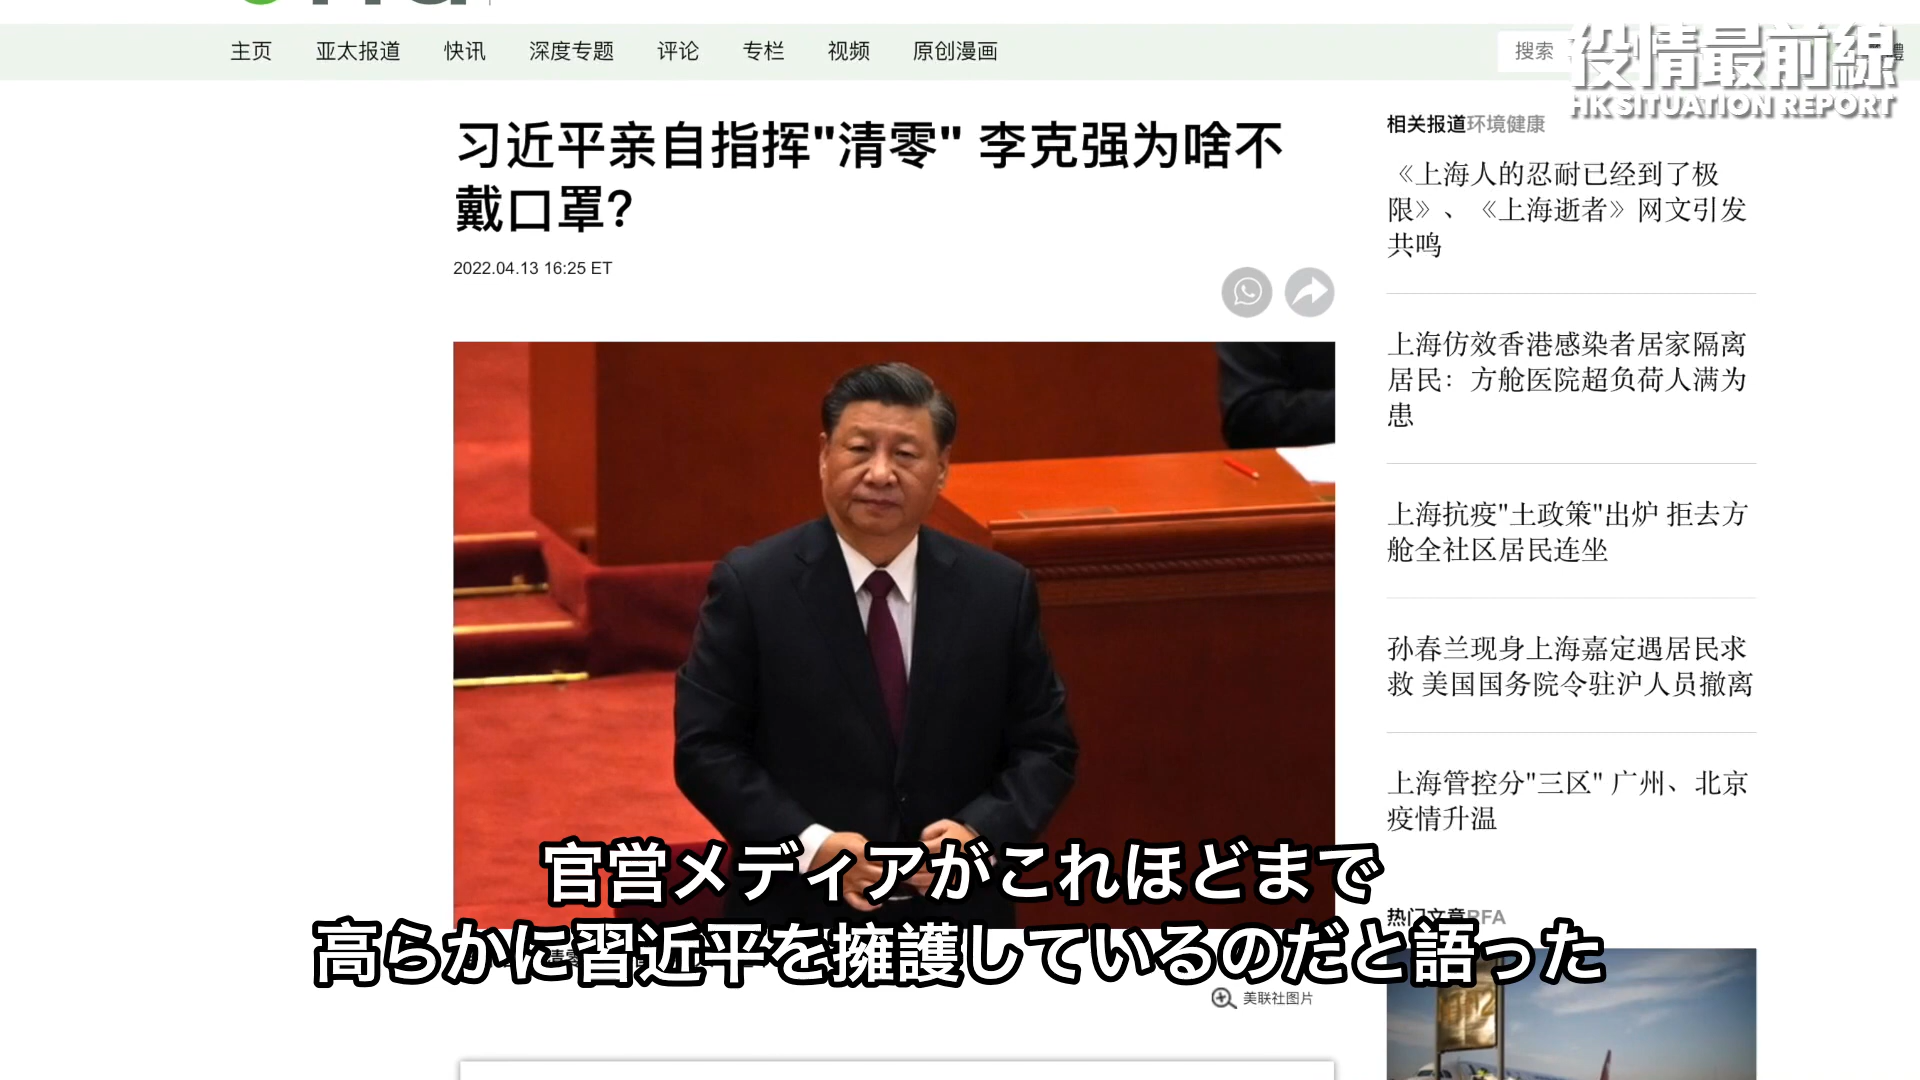 主页 亚太报道 快讯 深度专题 评论 专栏 视频 原创漫画 搜索
役情最前線
HK SITUATION REPORT
习近平亲自指挥"清零" 李克强为啥不
戴口罩?
2022.04.13 16:25 ET
相关报道环境健康
《上海人的忍耐已经到了极
限》、《上海逝者》网文引发
共鸣
上海仿效香港感染者居家隔离
居民：方舱医院超负荷人满为
患
上海抗疫"土政策"出炉 拒去方
舱全社区居民连坐
孙春兰现身上海嘉定遇居民求
救 美国国务院令驻沪人员撤离
上海管控分"三区" 广州、北京
疫情升温
热门文章RFA
官営メディアがこれほどまで
高らかに習近平を擁護しているのだと語った
美联社图片